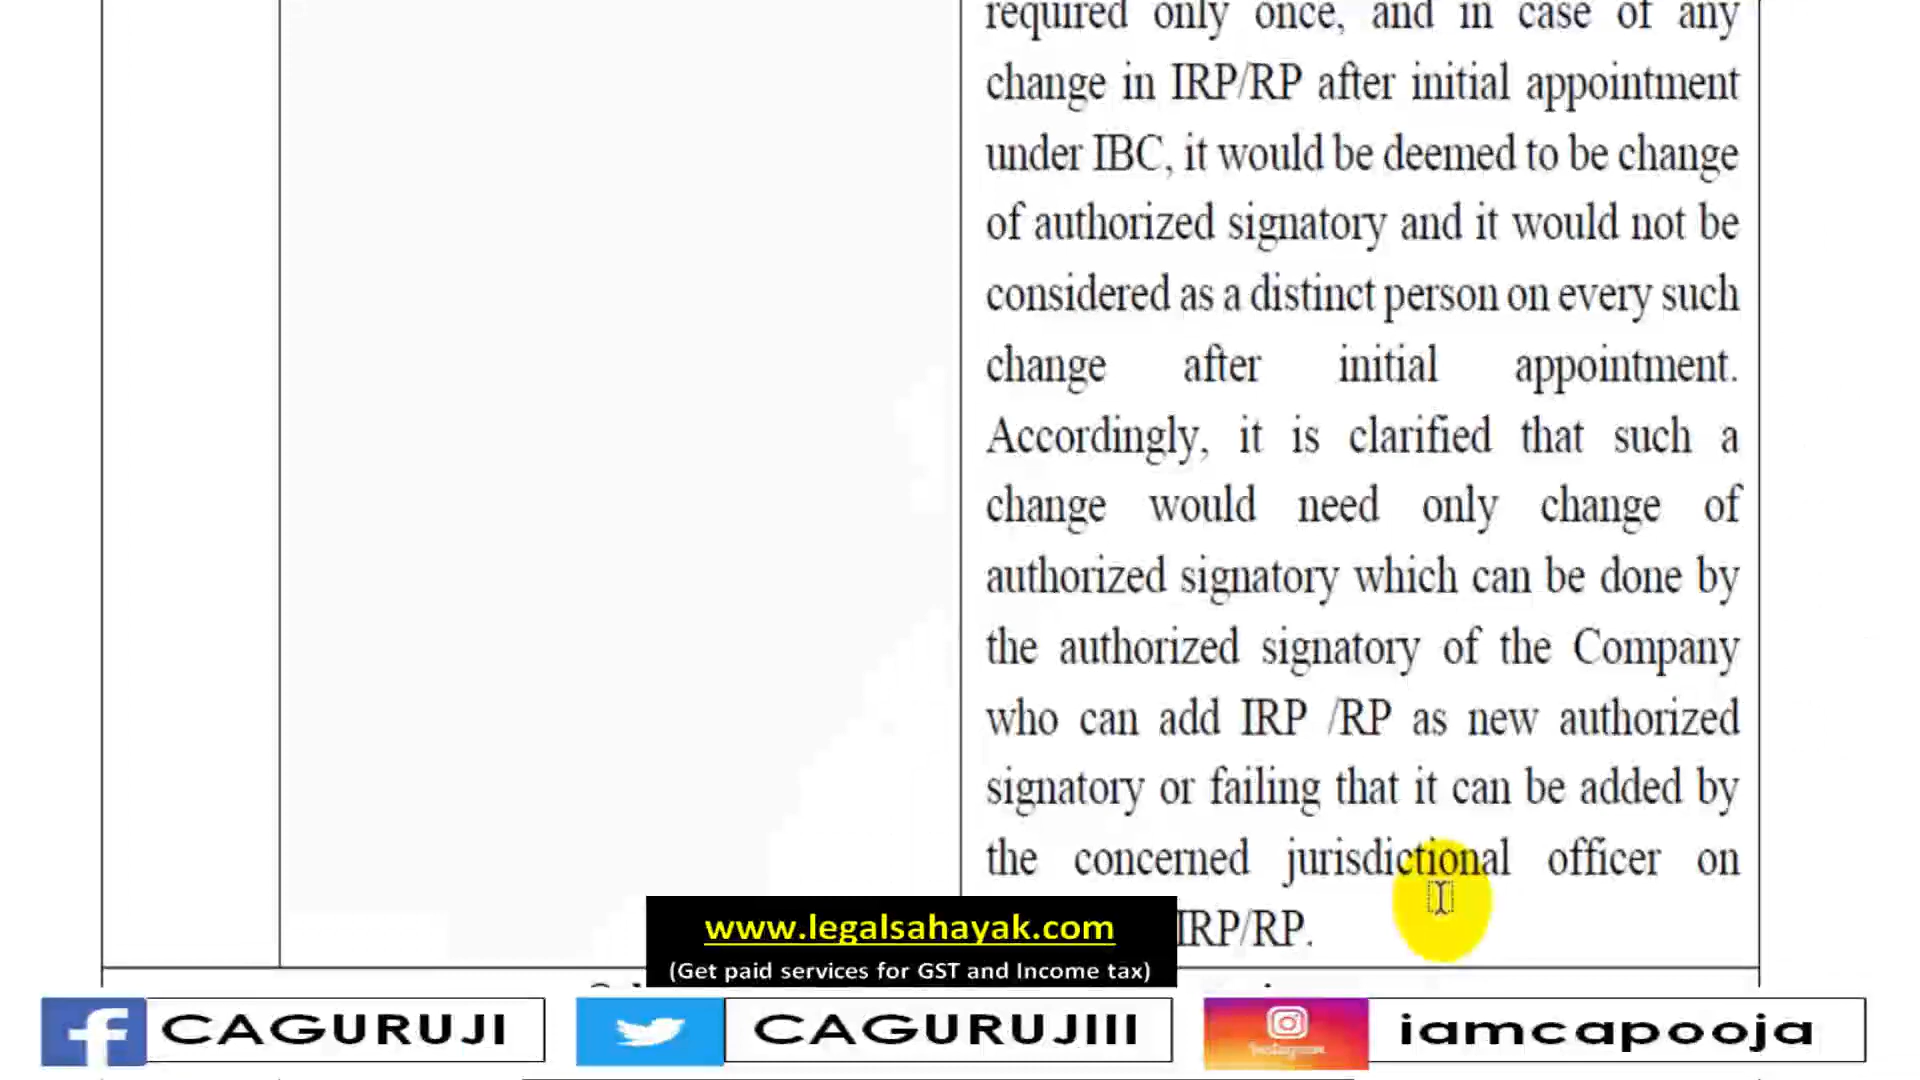 required only once, and in case of any
change in IRP/RP after initial appointment
under IBC, it would be deemed to be change
of authorized signatory and it would not be
considered as a distinct person on every such
change after initial appointment.
Accordingly, it is clarified that such a
change would need only change of
authorized signatory which can be done by
the authorized signatory of the Company
who can add IRP /RP as new authorized
signatory or failing that it can be added by
the concerned jurisdictional officer on
IRP/RP.
www.legalsahayak.com
(Get paid services for GST and Income tax)
CAGURUJI
CAGURUJIII
Instagram
iamcapooja